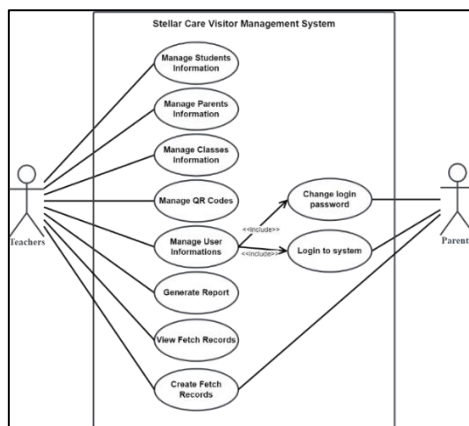 Stellar Care Visitor Management System
Manage Students
Information
Manage Parents
Information
Manage Classes
Information
Manage QR Codes
Change login
password
<<Include>>
Teachers
Parent
Manage User
Informations
<<Include>>
Login to system
Generate Report
View Fetch Records
Create Fetch
Records